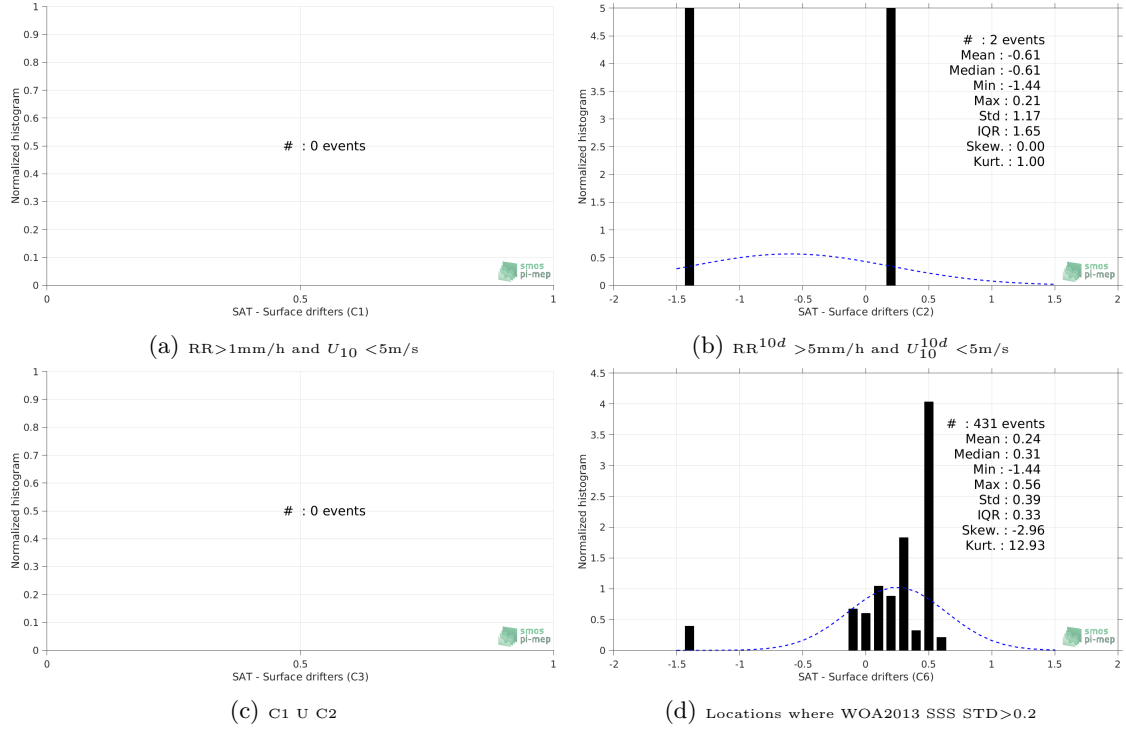 1
0.9
0.8
0.7
0.6
0.5
0.4
0.3
0.2
0.1
0
Normalized histogram
# : 0 events
smos
pi-mep
0 0.5 1
SAT - Surface drifters (C1)
(a) RR>1mm/h and U10 <5m/s
5
4.5
4
3.5
3
2.5
2
1.5
1
0.5
0
Normalized histogram
# : 2 events
Mean : -0.61
Median : -0.61
Min : -1.44
Max : 0.21
Std : 1.17
IQR : 1.65
Skew. : 0.00
Kurt. : 1.00
smos
pi-mep
-2 -1.5 -1 -0.5 0 0.5 1 1.5 2
SAT - Surface drifters (C2)
(b) RR10d >5mm/h and U10d10 <5m/s
1
0.9
0.8
0.7
0.6
0.5
0.4
0.3
0.2
0.1
0
Normalized histogram
# : 0 events
smos
pi-mep
0 0.5 1
SAT - Surface drifters (C3)
(c) C1 U C2
4.5
4
3.5
3
2.5
2
1.5
1
0.5
0
Normalized histogram
# : 431 events
Mean : 0.24
Median : 0.31
Min : -1.44
Max : 0.56
Std : 0.39
IQR : 0.33
Skew. : -2.96
Kurt. : 12.93
smos
pi-mep
-2 -1.5 -1 -0.5 0 0.5 1 1.5 2
SAT - Surface drifters (C6)
(d) Locations where WOA2013 SSS STD>0.2